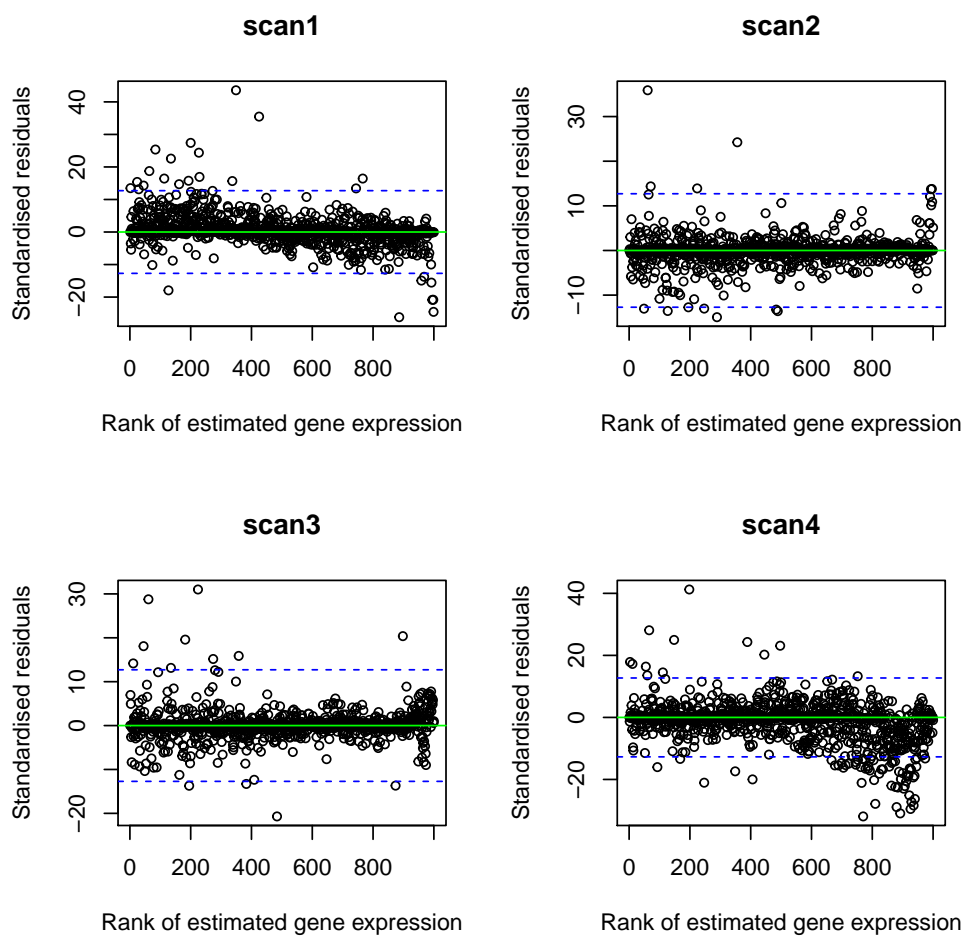 scan1
Standardised residuals
40
20
0
−20
0 200 400 600 800
Rank of estimated gene expression
scan2
Standardised residuals
30
10
−10
0 200 400 600 800
Rank of estimated gene expression
scan3
Standardised residuals
30
10
0
−20
0 200 400 600 800
Rank of estimated gene expression
scan4
Standardised residuals
40
20
0
−20
0 200 400 600 800
Rank of estimated gene expression